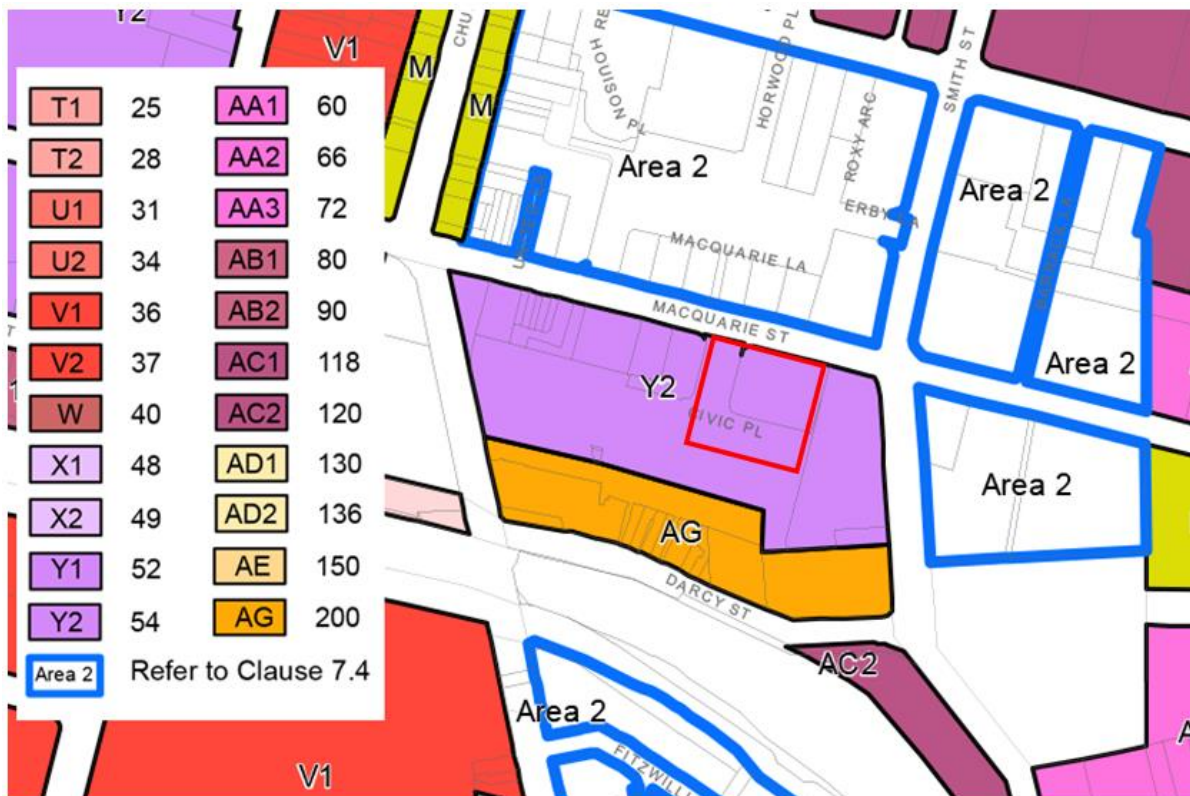 Y2
V1
M
M
CHU
HOUISON PL
HORWOOD PL
ROXY ARC
SMITH ST
Area 2
Area 2
Area 2
ERBY LA
MACQUARIE LA
MACQUARIE ST
Y2
CIVIC PL
Area 2
AG
DARCY ST
AC2
Area 2
FITZWILLI
V1
A
T1 25
T2 28
U1 31
U2 34
V1 36
V2 37
W 40
X1 48
X2 49
Y1 52
Y2 54
AA1 60
AA2 66
AA3 72
AB1 80
AB2 90
AC1 118
AC2 120
AD1 130
AD2 136
AE 150
AG 200
Area 2 Refer to Clause 7.4